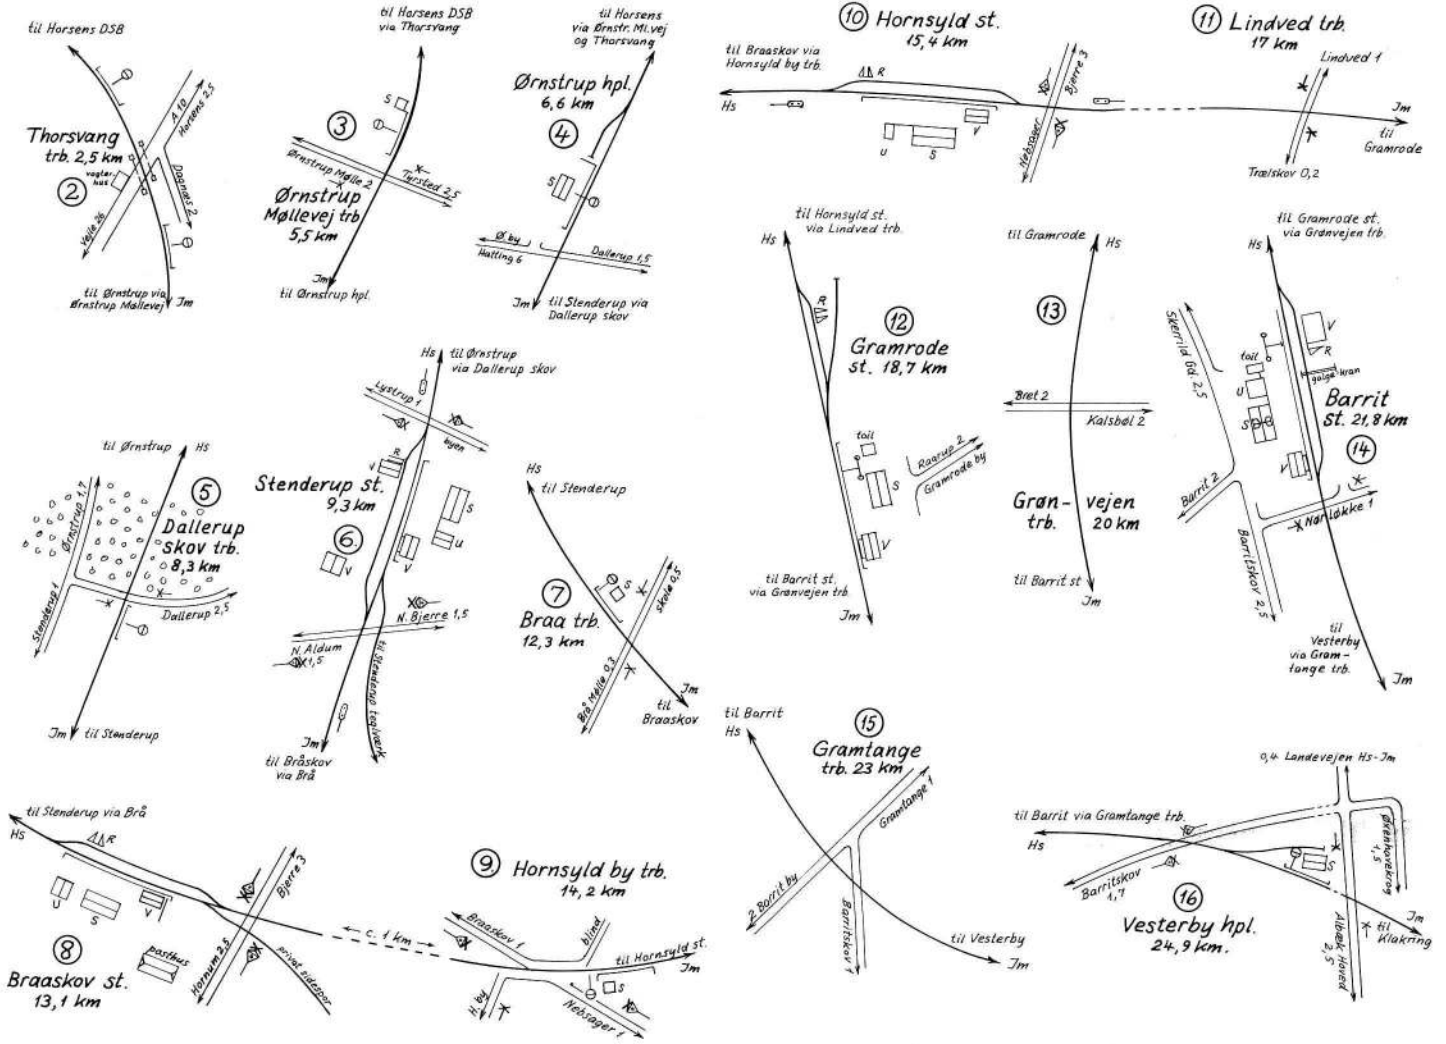 til Horsens DSB
A 10
Horsens 2,5
Thorsvang
trb. 2,5 km
vogter-
hus
2
Dagnæs 2
Vejle 26
til Ørnstrup via
Ørnstrup Møllevej
Jm
til Horsens DSB
via Thorsvang
S
3
Ørnstrup Mølle 2
Tyrsted 2,5
Ørnstrup
Møllevej trb
5,5 km
Jm
til Ørnstrup hpl.
til Horsens
via Ørnstr. Ml.vej
og Thorsvang
Ørnstrup hpl.
6,6 km
4
S
Ø.by
Hatting 6
Dallerup 1,5
Jm
til Stenderup via
Dallerup skov
til Ørnstrup
Hs
5
Ørnstrup 1,7
Dallerup
skov trb.
8,3 km
Stenderup 1
Dallerup 2,5
Jm
til Stenderup
Hs
til Ørnstrup
via Dallerup skov
Lystrup 1
byen
R
V
Stenderup st.
9,3 km
6.
S
U
V
V
N. Bjerre 1,5
N. Aldum
1,5
til Stenderup teglværk
Jm
til Bråskov
via Brå
Hs
til Stenderup
7
Braa trb.
12,3 km
S
skole 0,5
Brå Mølle 0,3
Jm
til
Braaskov
til Stenderup via Brå
Hs
R
U
S
V
posthus
8
Braaskov st.
13,1 km
Bjerre 3
Hornum 2,5
privat sidespor
c. 1 km
9.
Hornsyld by trb.
14,2 km
Braaskov 1
blind
til Hornsyld st.
Jm
H. by
S
Nebsager 1
10
Hornsyld st.
15,4 km
til Braaskov via
Hornsyld by trb.
Hs
R
U
S
V
Bjerre 3
Nebsager
11
Lindved trb.
17 km
Lindved 1
Jm
til
Gramrode
Trælskov 0,2
til Hornsyld st.
via Lindved trb.
Hs
R
12
Gramrode
st. 18,7 km
toil
S
Raarup 2
Gramrode by
V
til Barrit st.
via Grønvejen trb.
Jm
til Gramrode
Hs
13
Bret 2
Kalsbøl 2
Grøn- vejen
trb. 20 km
til Barrit st
Jm
til Gramrode st.
via Grønvejen trb.
Hs
Skerrild Gd. 2,5
toil
U
S
V
V
R
galge kran
Barrit
st. 21,8 km
14
Barrit 2
Nørløkke 1
Barritskov 2,5
til
Vesterby
via Gram-
tange trb.
Jm
til Barrit
Hs
15
Gramtange
trb. 23 km
Gramtange 1
2 Barrit by
Barritskov 1
til Vesterby
Jm
0,4 Landevejen Hs-Jm
til Barrit via Gramtange trb.
Hs
Ørenhovekrog
1,5
S
Barritskov
1,7
16
Vesterby hpl.
24,9 km.
Albæk Hoved
2,5
Jm
til
Klakring